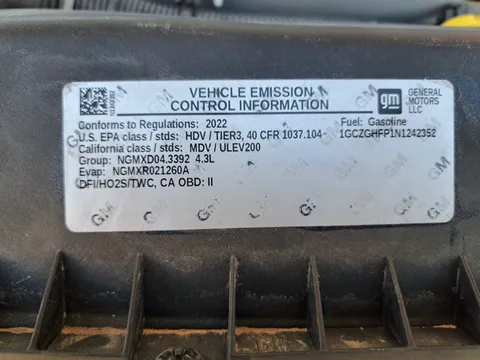 VEHICLE EMISSION
CONTROL INFORMATION
gm
GENERAL
MOTORS
LLC
Conforms to Regulations: 2022
Fuel: Gasoline
U.S. EPA class / stds: HDV / TIER3, 40 CFR 1037.104
1GCZGHFP1N1242352
California class / stds: MDV / ULEV200
Group: NGMXD04.3392 4.3L
Evap: NGMXR021260A
DFI/HO2S/TWC, CA OBD: II